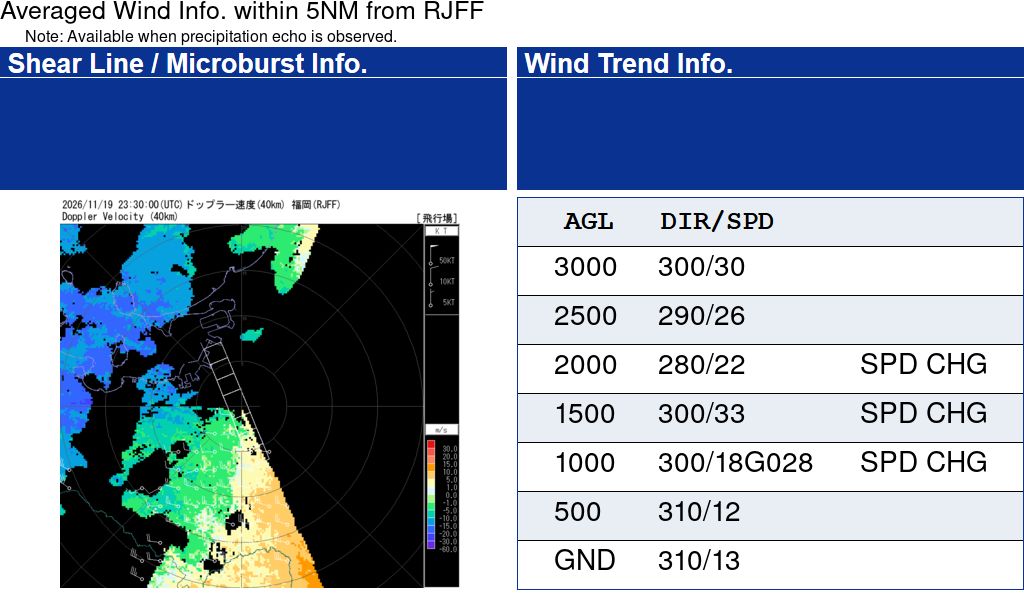 Averaged Wind Info. within 5NM from RJFF
Note: Available when precipitation echo is observed.
Shear Line / Microburst Info.
Wind Trend Info.
2026/11/19 23:30:00(UTC) ドップラー速度(40km) 福岡(RJFF)
Doppler Velocity (40km)
[飛行場]
KT
50KT
10KT
5KT
m/s
30.0
20.0
15.0
10.0
5.0
1.0
0.0
-1.0
-5.0
-10.0
-15.0
-20.0
-30.0
-60.0
AGL DIR/SPD
3000 300/30
2500 290/26
2000 280/22 SPD CHG
1500 300/33 SPD CHG
1000 300/18G028 SPD CHG
500 310/12
GND 310/13